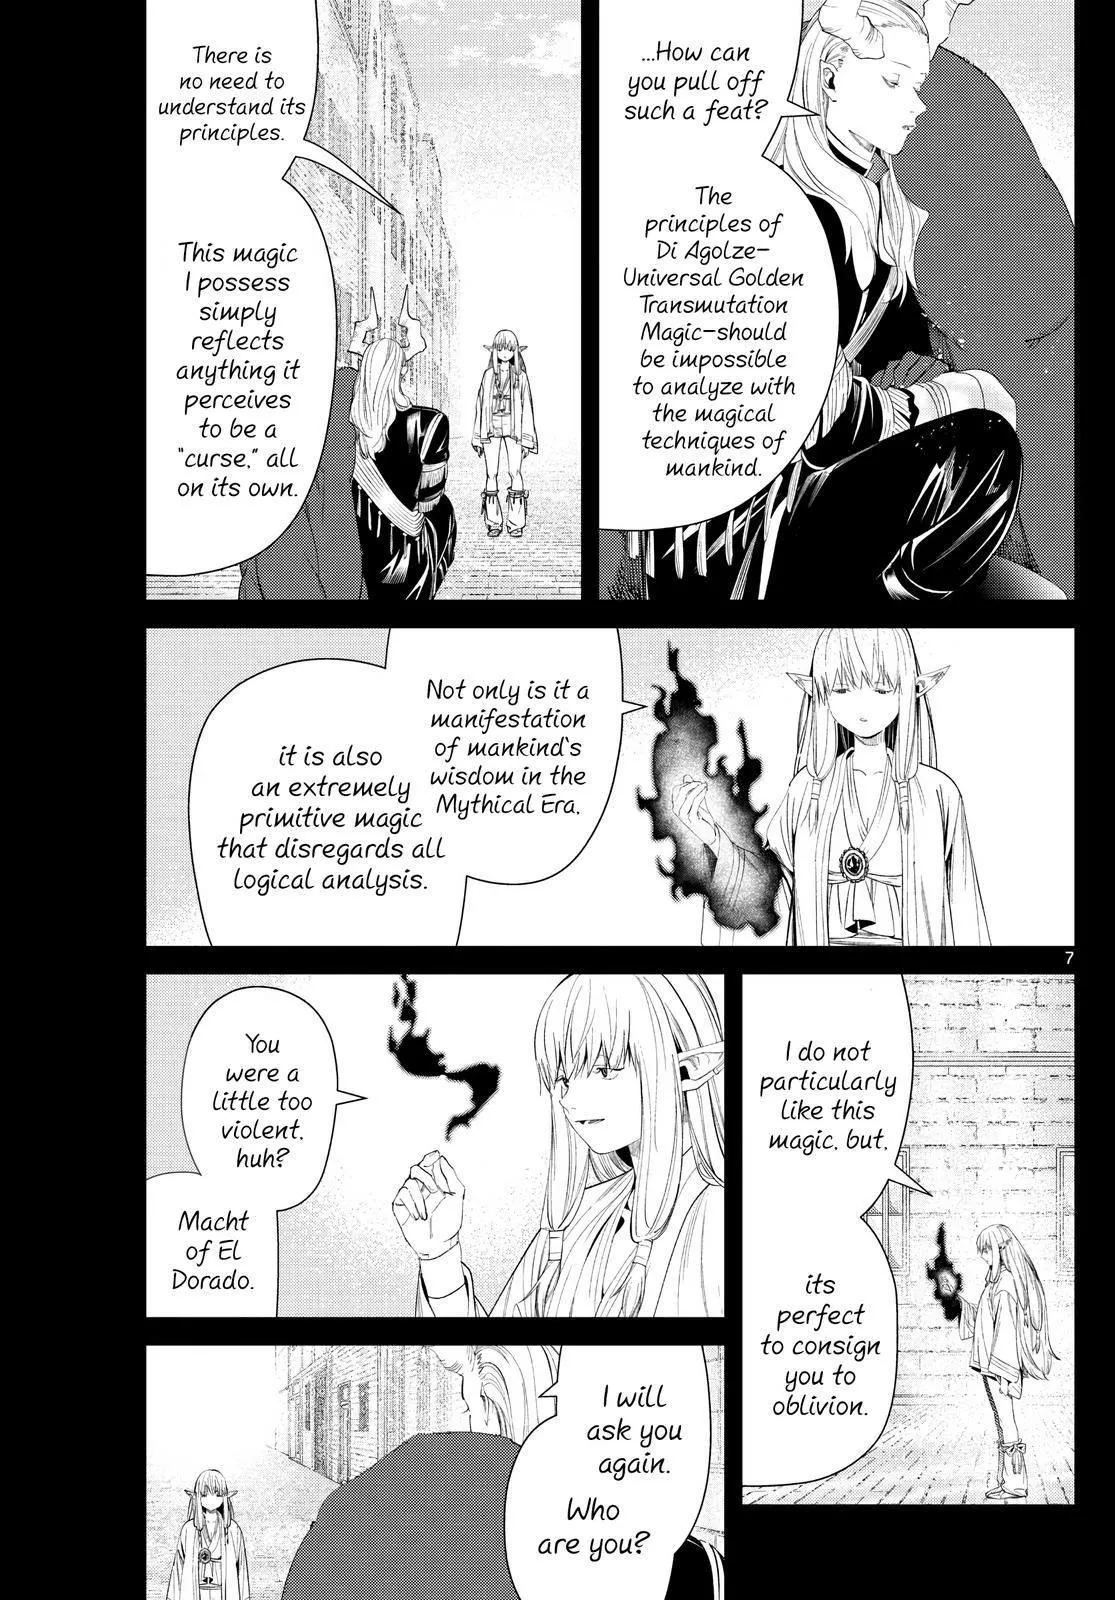 ...How can
you pull off
such a feat?
The
principles of
Di Agolze–
Universal Golden
Transmutation
Magic–should
be impossible
to analyze with
the magical
techniques of
mankind.
There is
no need to
understand its
principles.
This magic
I possess
simply
reflects
anything it
perceives
to be a
"curse," all
on its own.
Not only is it a
manifestation
of mankind`s
wisdom in the
Mythical Era,
it is also
an extremely
primitive magic
that disregards all
logical analysis.
7
I do not
particularly
like this
magic, but,
its
perfect
to consign
you to
oblivion.
You
were a
little too
violent,
huh?
Macht
of El
Dorado.
I will
ask you
again.
Who
are you?